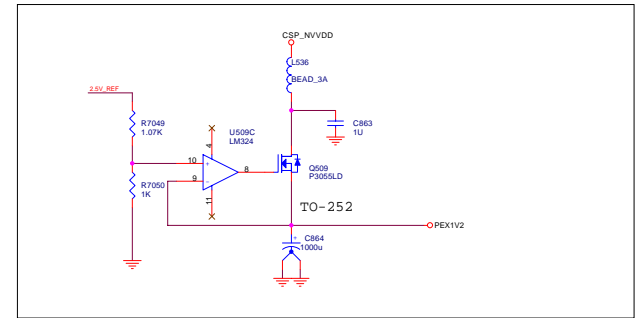 CSP_NVVDD
L536
BEAD_3A
2.5V_REF
C863
1U
R7049
1.07K
U509C
LM324
4
10
+
8
9
-
Q509
P3055LD
R7050
1K
11
TO-252
PEX1V2
+
C864
1000u